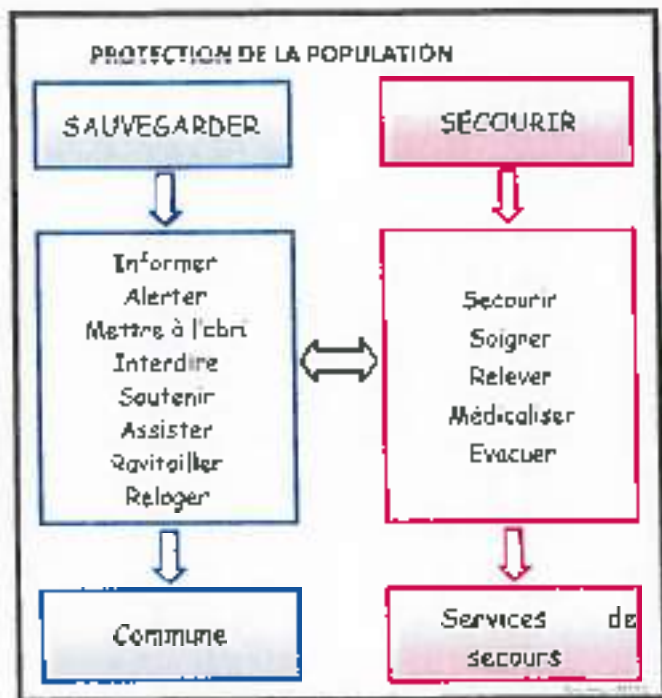 PROTECTION DE LA POPULATION
SAUVEGARDER
SECOURIR
Informer
Alerter
Mettre à l'abri
Interdire
Soutenir
Assister
Ravitailler
Reloger
Secourir
Soigner
Relever
Médicaliser
Evacuer
Commune
Services de
secours